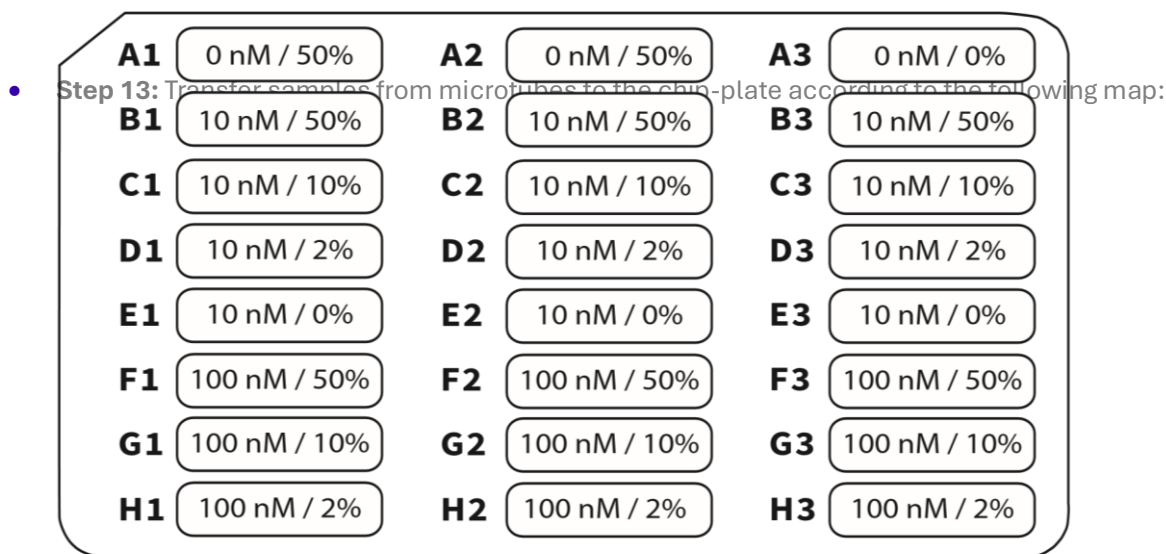 A1 0 nM / 50% A2 0 nM / 50% A3 0 nM / 0%
• Step 13: Transfer samples from microtubes to the chip-plate according to the following map:
B1 10 nM / 50% B2 10 nM / 50% B3 10 nM / 50%
C1 10 nM / 10% C2 10 nM / 10% C3 10 nM / 10%
D1 10 nM / 2% D2 10 nM / 2% D3 10 nM / 2%
E1 10 nM / 0% E2 10 nM / 0% E3 10 nM / 0%
F1 100 nM / 50% F2 100 nM / 50% F3 100 nM / 50%
G1 100 nM / 10% G2 100 nM / 10% G3 100 nM / 10%
H1 100 nM / 2% H2 100 nM / 2% H3 100 nM / 2%